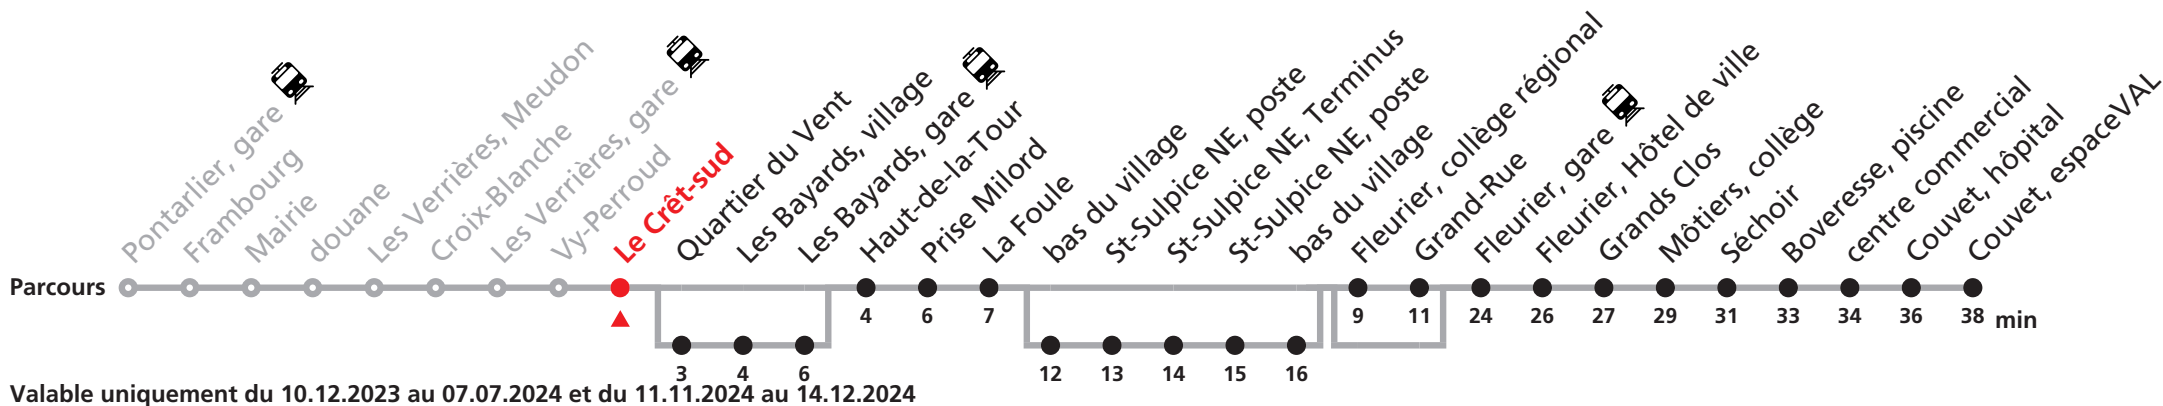 Pontarlier, gare
Frambourg
Mairie
douane
Les Verrières, Meudon
Croix-Blanche
Les Verrières, gare
Vy-Perroud
Le Crêt-sud
Quartier du Vent
Les Bayards, village
Les Bayards, gare
Haut-de-la-Tour
Prise Milord
La Foule
bas du village
St-Sulpice NE, poste
St-Sulpice NE, Terminus
St-Sulpice NE, poste
bas du village
Fleurier, collège régional
Grand-Rue
Fleurier, gare
Fleurier, Hôtel de ville
Grands Clos
Môtiers, collège
Séchoir
Boveresse, piscine
centre commercial
Couvet, hôpital
Couvet, espaceVAL
Parcours
4 6 7 9 11 24 26 27 29 31 33 34 36 38 min
3 4 6 12 13 14 15 16
Valable uniquement du 10.12.2023 au 07.07.2024 et du 11.11.2024 au 14.12.2024